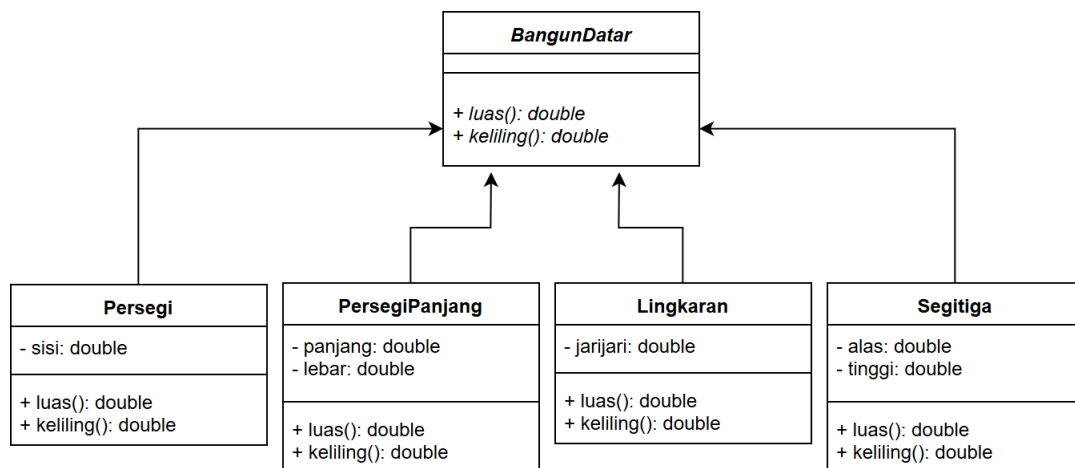 BangunDatar
+ luas(): double
+ keliling(): double
Persegi
- sisi: double
+ luas(): double
+ keliling(): double
PersegiPanjang
- panjang: double
- lebar: double
+ luas(): double
+ keliling(): double
Lingkaran
- jarijari: double
+ luas(): double
+ keliling(): double
Segitiga
- alas: double
- tinggi: double
+ luas(): double
+ keliling(): double